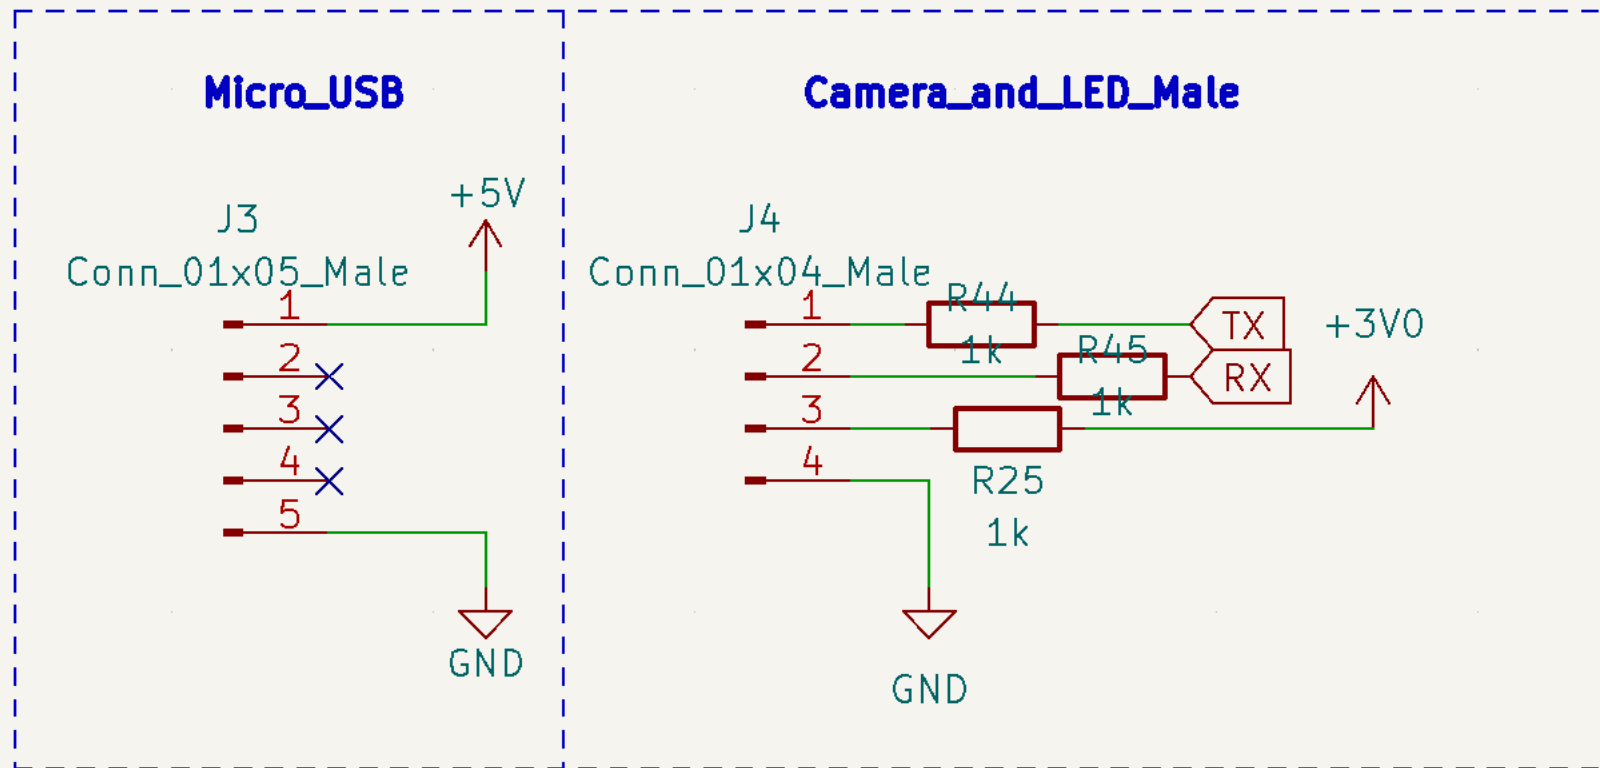 Micro_USB
J3
Conn_01x05_Male
+5V
1
2
3
4
5
GND
Camera_and_LED_Male
J4
Conn_01x04_Male
1
2
3
4
R44
1k
R45
1k
R25
1k
TX
RX
+3V0
GND